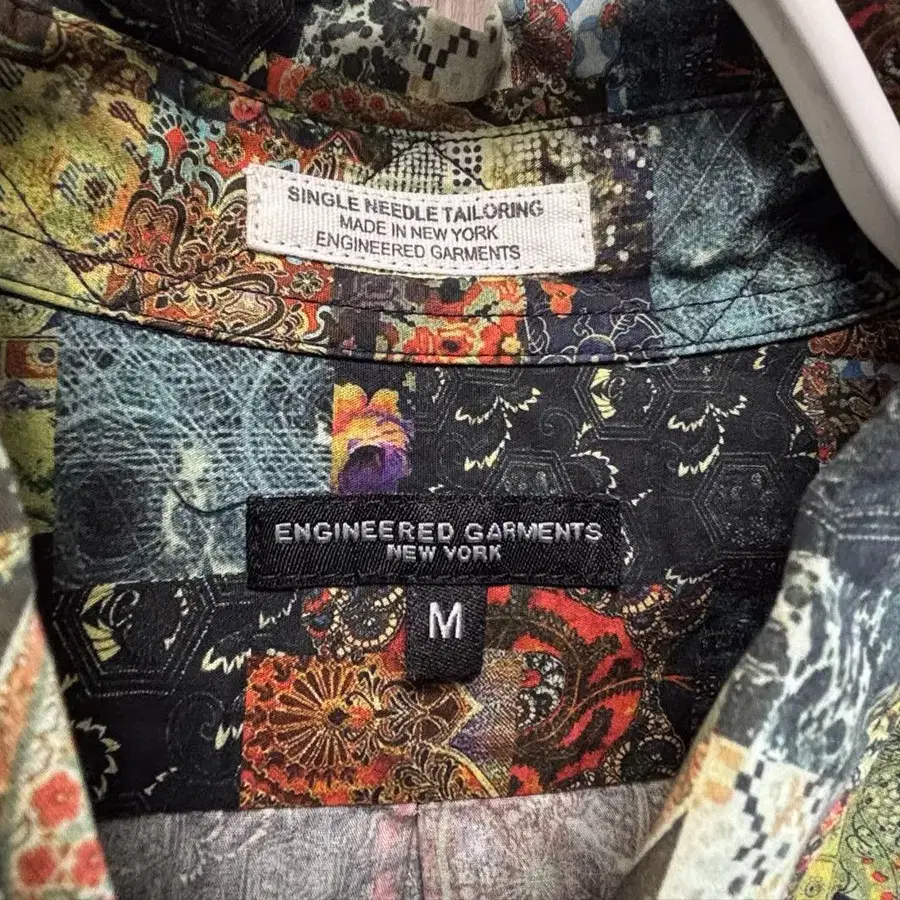 SINGLE NEEDLE TAILORING
MADE IN NEW YORK
ENGINEERED GARMENTS
ENGINEERED GARMENTS
NEW YORK
M